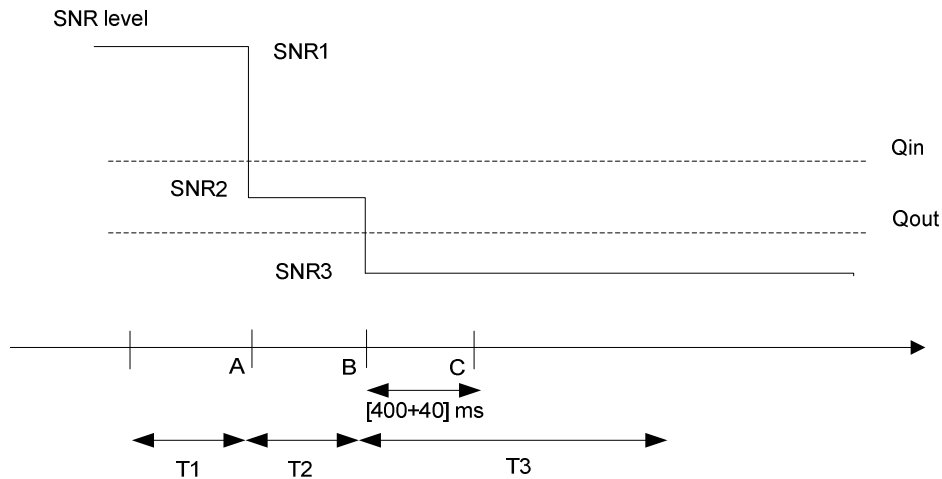 SNR level
SNR1
Qin
SNR2
Qout
SNR3
A
B
C
[400+40] ms
T1
T2
T3